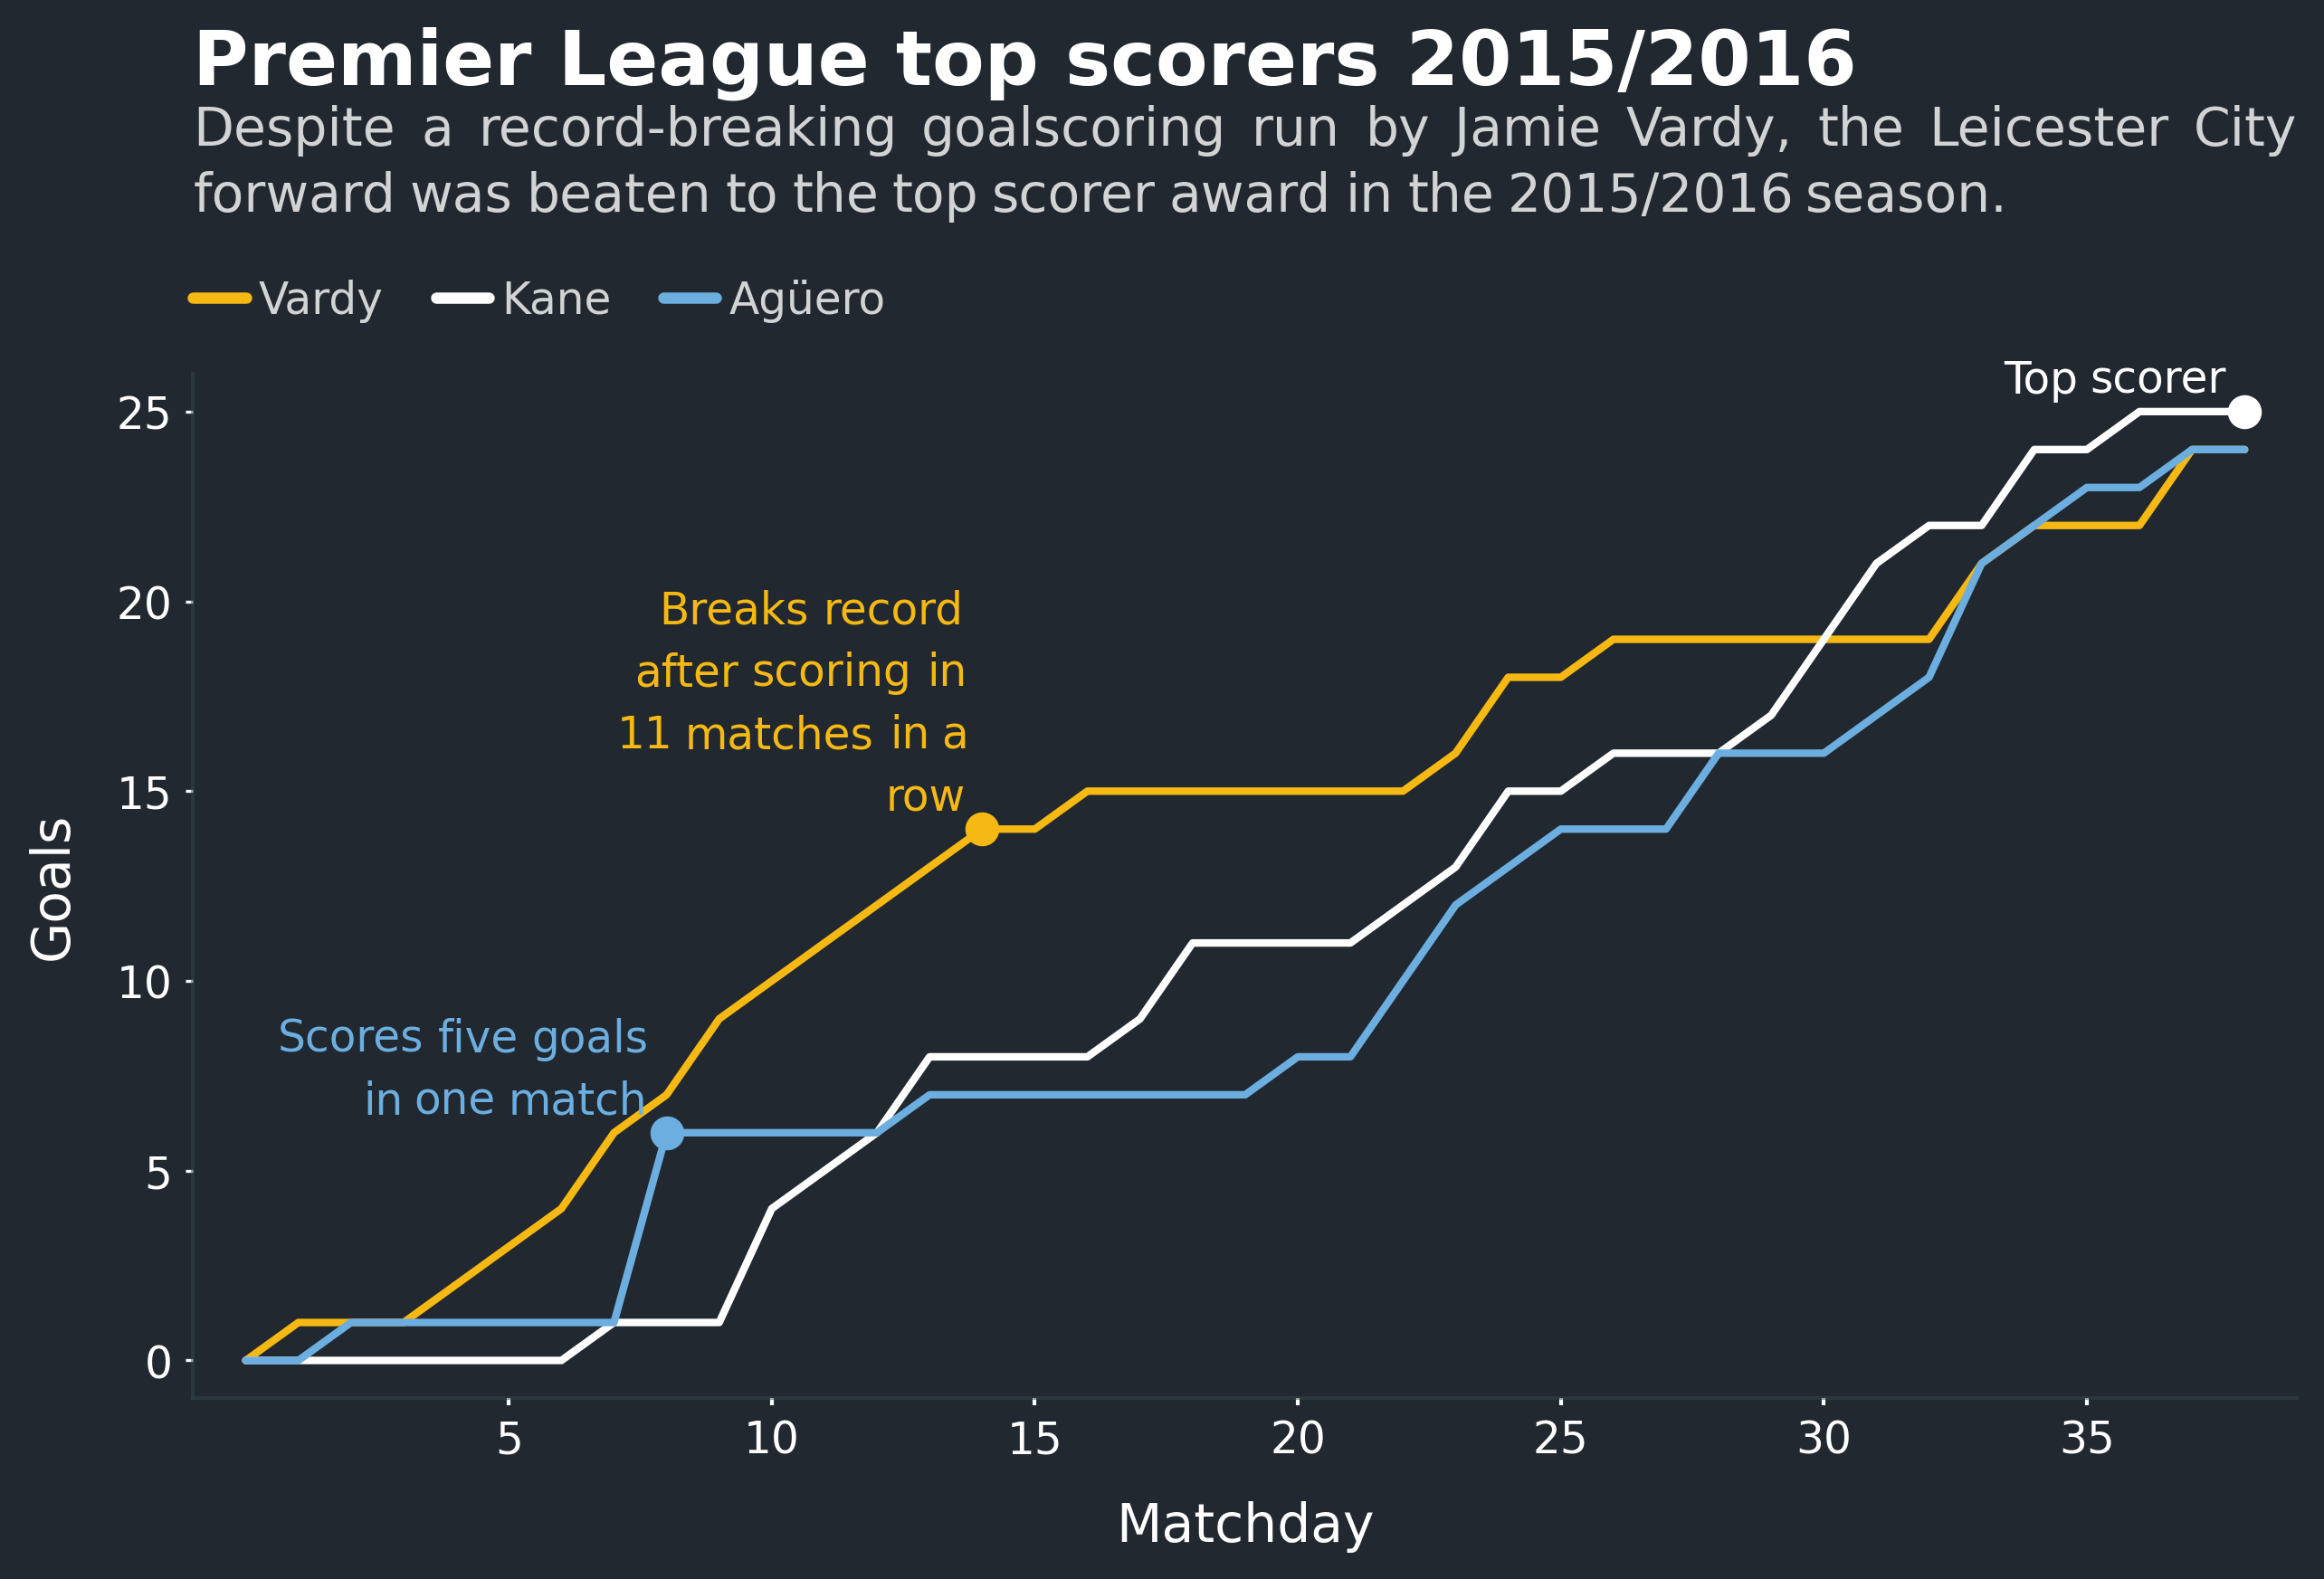 Premier League top scorers 2015/2016
Despite a record-breaking goalscoring run by Jamie Vardy, the Leicester City
forward was beaten to the top scorer award in the 2015/2016 season.
Vardy
Kane
Agüero
Top scorer
Breaks record
after scoring in
11 matches in a
row
Scores five goals
in one match
Goals
25
20
15
10
5
0
5
10
15
20
25
30
35
Matchday